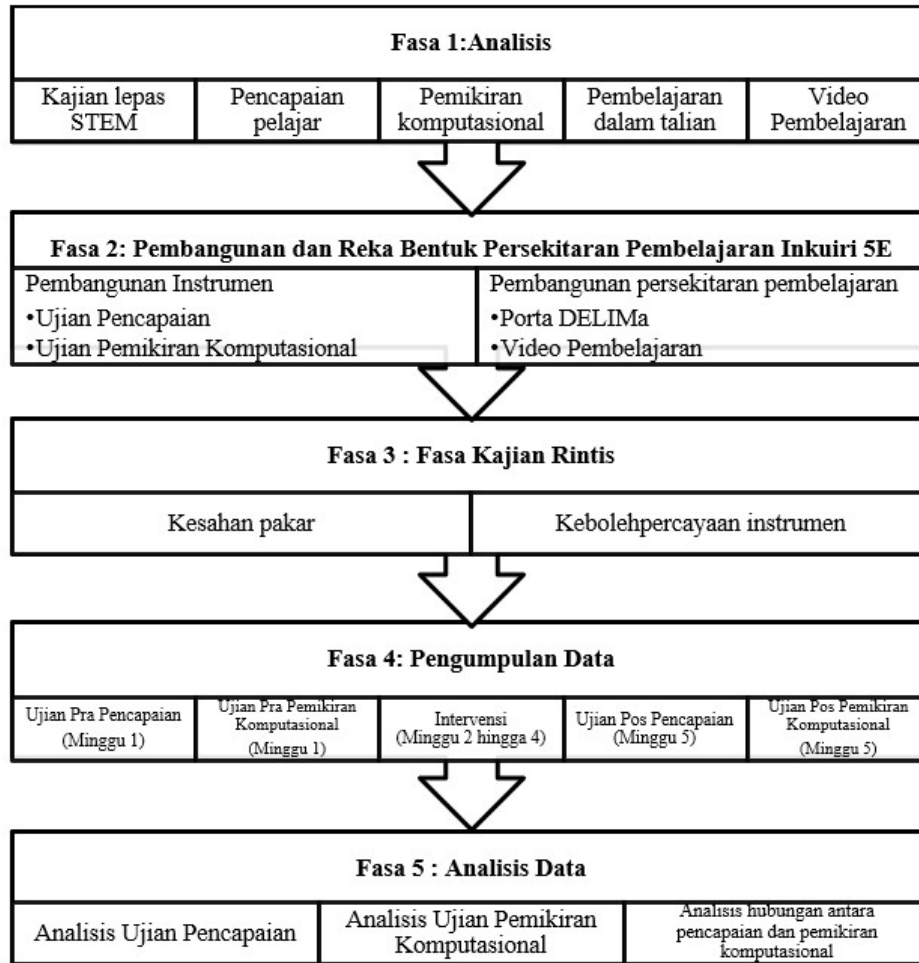 Fasa 1:Analisis
Kajian lepas
STEM
Pencapaian
pelajar
Pemikiran
komputasional
Pembelajaran
dalam talian
Video
Pembelajaran
Fasa 2: Pembangunan dan Reka Bentuk Persekitaran Pembelajaran Inkuiri 5E
Pembangunan Instrumen
•Ujian Pencapaian
•Ujian Pemikiran Komputasional
Pembangunan persekitaran pembelajaran
•Porta DELIMa
•Video Pembelajaran
Fasa 3 : Fasa Kajian Rintis
Kesahan pakar
Kebolehpercayaan instrumen
Fasa 4: Pengumpulan Data
Ujian Pra Pencapaian
(Minggu 1)
Ujian Pra Pemikiran
Komputasional
(Minggu 1)
Intervensi
(Minggu 2 hingga 4)
Ujian Pos Pencapaian
(Minggu 5)
Ujian Pos Pemikiran
Komputasional
(Minggu 5)
Fasa 5 : Analisis Data
Analisis Ujian Pencapaian
Analisis Ujian Pemikiran
Komputasional
Analisis hubungan antara
pencapaian dan pemikiran
komputasional